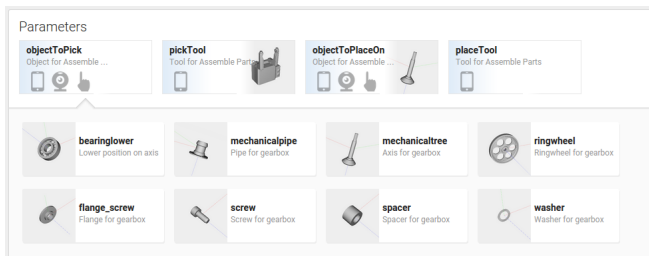 Parameters
objectToPick
Object for Assemble ...
pickTool
Tool for Assemble Parts
objectToPlaceOn
Object for Assemble ...
placeTool
Tool for Assemble Parts
bearinglower
Lower position on axis
mechanicalpipe
Pipe for gearbox
mechanicaltree
Axis for gearbox
ringwheel
Ringwheel for gearbox
flange_screw
Flange for gearbox
screw
Screw for gearbox
spacer
Spacer for gearbox
washer
Washer for gearbox